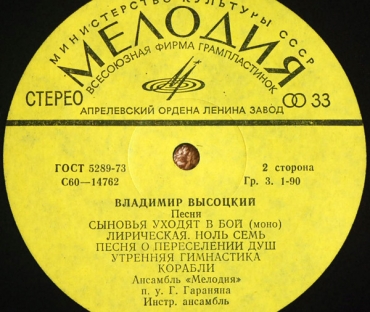 МИНИСТЕРСТВО КУЛЬТУРЫ СССР
МЕЛОДИЯ
ВСЕСОЮЗНАЯ ФИРМА ГРАМПЛАСТИНОК
СТЕРЕО 33
АПРЕЛЕВСКИЙ ОРДЕНА ЛЕНИНА ЗАВОД
ГОСТ 5289-73 2 сторона
С60—14762 Гр. 3. 1-90
ВЛАДИМИР ВЫСОЦКИЙ
Песни
СЫНОВЬЯ УХОДЯТ В БОЙ (моно)
ЛИРИЧЕСКАЯ. НОЛЬ СЕМЬ
ПЕСНЯ О ПЕРЕСЕЛЕНИИ ДУШ
УТРЕННЯЯ ГИМНАСТИКА
КОРАБЛИ
Ансамбль «Мелодия»
п. у. Г. Гараняна
Инстр. ансамбль